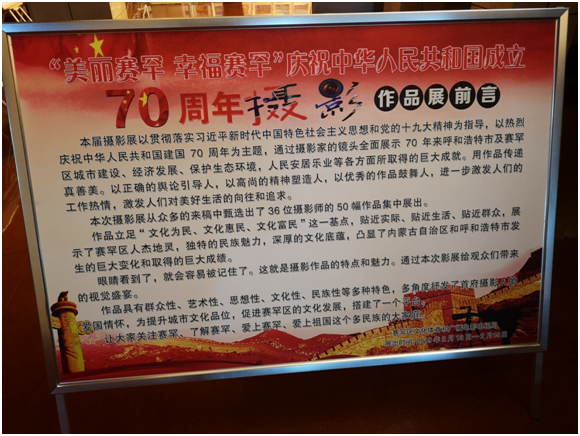 “美丽赛罕 幸福赛罕”庆祝中华人民共和国成立
70周年摄影作品展前言
本届摄影展以贯彻落实习近平新时代中国特色社会主义思想和党的十九大精神为指导，以热烈
庆祝中华人民共和国建国 70 周年为主题，通过摄影家的镜头全面展示 70 年来呼和浩特市及赛罕
区城市建设、经济发展、保护生态环境，人民安居乐业等各方面所取得的巨大成就。用作品传递
真善美。以正确的舆论引导人，以高尚的精神塑造人，以优秀的作品鼓舞人，进一步激发人们的
工作热情，激发人们对美好生活的向往和追求。
本次摄影展从众多的来稿中甄选出了36位摄影师的50幅作品集中展出。
作品立足“文化为民、文化惠民、文化富民”这一基点，贴近实际、贴近生活、贴近群众，展
示了赛罕区人杰地灵，独特的民族魅力，深厚的文化底蕴，凸显了内蒙古自治区和呼和浩特市发
生的巨大变化和取得的巨大成绩。
眼睛看到了，就会容易被记住了。这就是摄影作品的特点和魅力。通过本次影展给观众们带来
的视觉盛宴。
作品具有群众性、艺术性、思想性、文化性、民族性等多种特色，多角度抒发了首府摄影人的
爱国情怀，为提升城市文化品位，促进赛罕区的文化发展，搭建了一个平台。
让大家关注赛罕、了解赛罕、爱上赛罕、爱上祖国这个多民族的大家庭。